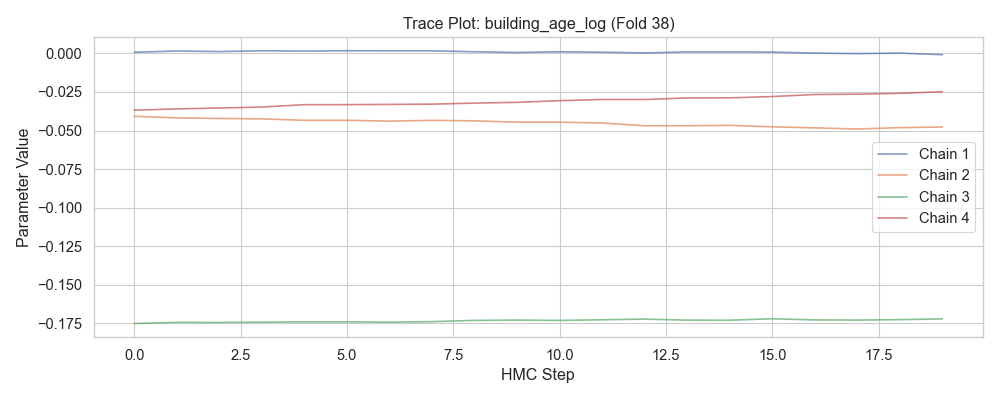 Trace Plot: building_age_log (Fold 38)
Parameter Value
0.000
−0.025
−0.050
−0.075
−0.100
−0.125
−0.150
−0.175
Chain 1
Chain 2
Chain 3
Chain 4
0.0 2.5 5.0 7.5 10.0 12.5 15.0 17.5
HMC Step